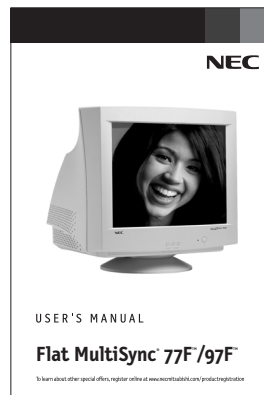 NEC
NEC
USER'S MANUAL
Flat MultiSync® 77F™/97F™
To learn about other special offers, register online at www.necmitsubishi.com/productregistration